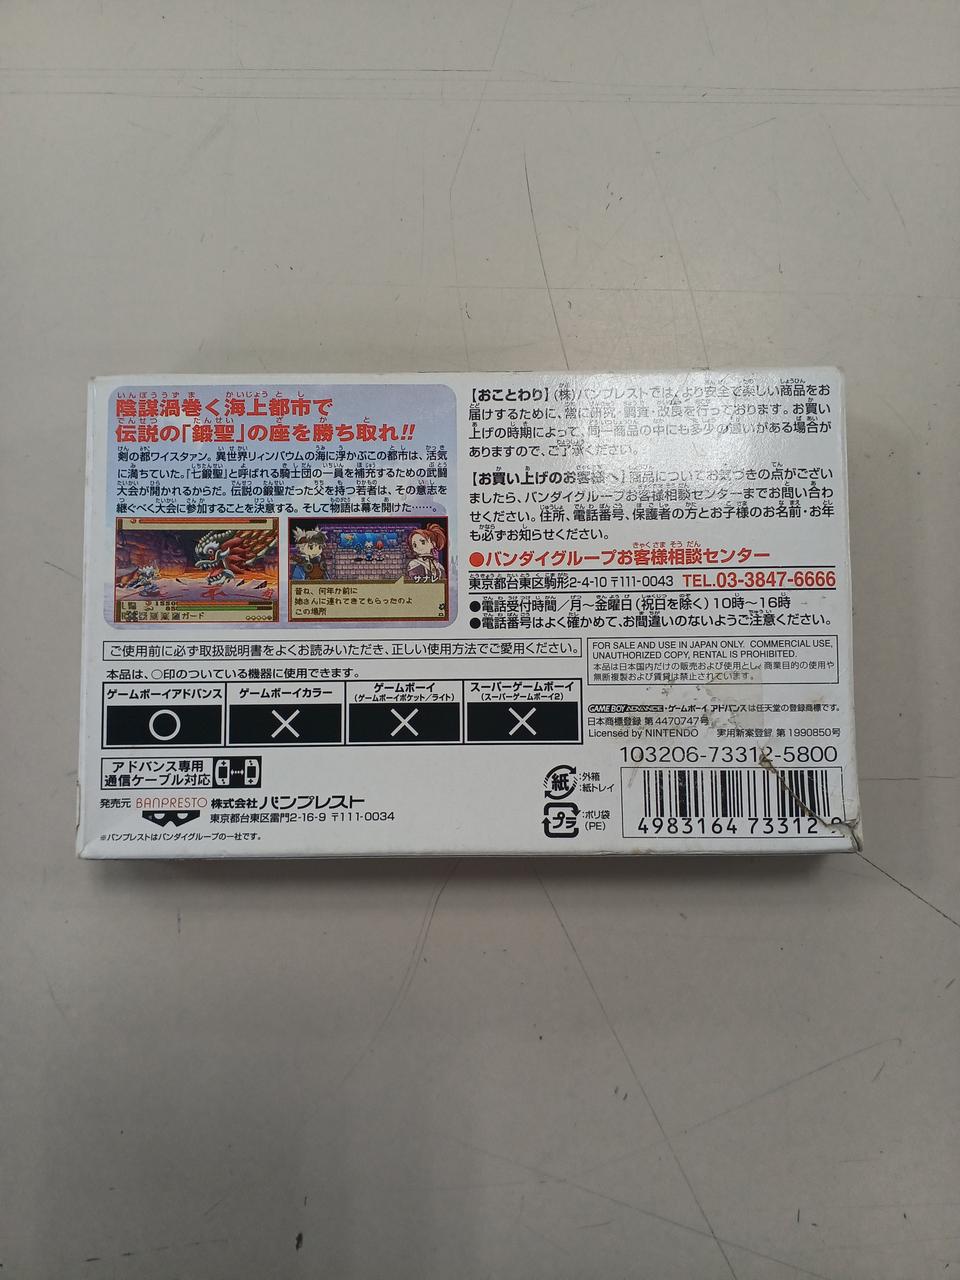 陰謀渦巻く海上都市で
伝説の「鍛聖」の座を勝ち取れ!!
剣の都ワイスタァン。異世界リィンバウムの海に浮かぶこの都市は、活気
に満ちていた。「七鍛聖」と呼ばれる騎士団の一員を補充するための武闘
大会が開かれるからだ。伝説の鍛聖だった父を持つ若者は、その意志を
継ぐべく大会に参加することを決意する。そして物語は幕を開けた……。
ガード
サナレ
昔ね、何年か前に
姉さんに連れてきてもらったのよ
この場所
【おことわり】(株)バンプレストでは、より安全で楽しい商品をお
届けするために、常に研究・調査・改良を行っております。お買い
上げの時期によって、同一商品の中にも多少の違いがある場合が
ありますので、ご了承ください。
【お買い上げのお客様へ】商品についてお気づきの点がござい
ましたら、バンダイグループお客様相談センターまでお問い合わ
せください。住所、電話番号、保護者の方とお子様のお名前・お年
も必ずお知らせください。
●バンダイグループお客様相談センター
東京都台東区駒形2-4-10 〒111-0043 TEL.03-3847-6666
●電話受付時間/月〜金曜日(祝日を除く)10時〜16時
●電話番号はよく確かめて、お間違いのないようご注意ください。
ご使用前に必ず取扱説明書をよくお読みいただき、正しい使用方法でご愛用ください。
本品は、○印のついている機器に使用できます。
ゲームボーイアドバンス ゲームボーイカラー ゲームボーイ スーパーゲームボーイ
(ゲームボーイポケット/ライト) (スーパーゲームボーイ2)
○ × × ×
FOR SALE AND USE IN JAPAN ONLY. COMMERCIAL USE,
UNAUTHORIZED COPY, RENTAL IS PROHIBITED.
本品は日本国内だけの販売および使用とし、商業目的の使用や
無断複製および賃貸は禁止されています。
GAME BOY ADVANCE・ゲームボーイ アドバンスは任天堂の登録商標です。
日本商標登録 第4470747号
Licensed by NINTENDO 実用新案登録 第1990850号
103206-73312-5800
アドバンス専用
通信ケーブル対応
発売元 BANPRESTO 株式会社バンプレスト
東京都台東区雷門2-16-9 〒111-0034
※バンプレストはバンダイグループの一社です。
紙 :外箱
:紙トレイ
プラ :ポリ袋
(PE)
4983164 73312 9